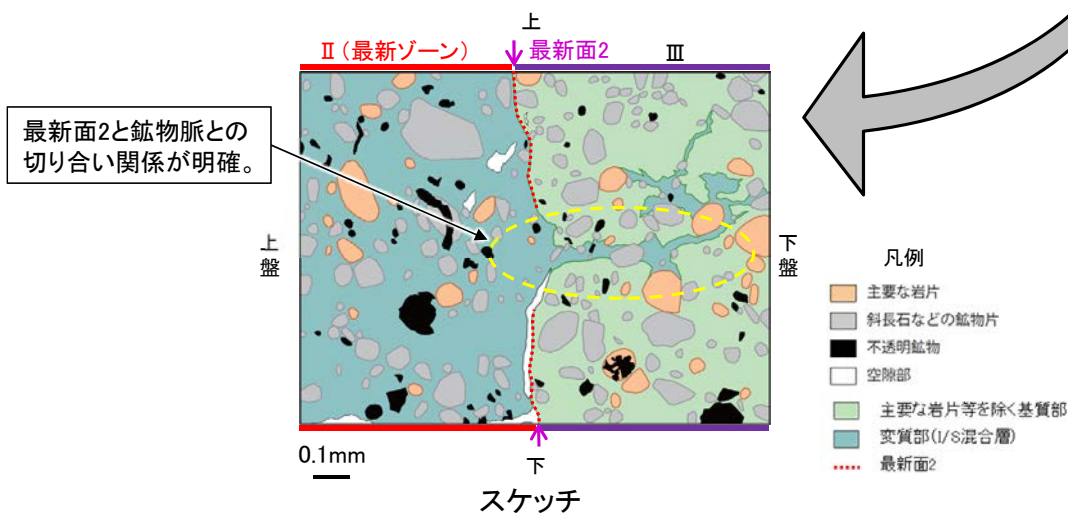 上
Ⅱ(最新ゾーン)
最新面2
Ⅲ
最新面2と鉱物脈との
切り合い関係が明確。
上
盤
下
盤
凡例
主要な岩片
斜長石などの鉱物片
不透明鉱物
空隙部
主要な岩片等を除く基質部
変質部(I/S混合層)
最新面2
0.1mm
下
スケッチ